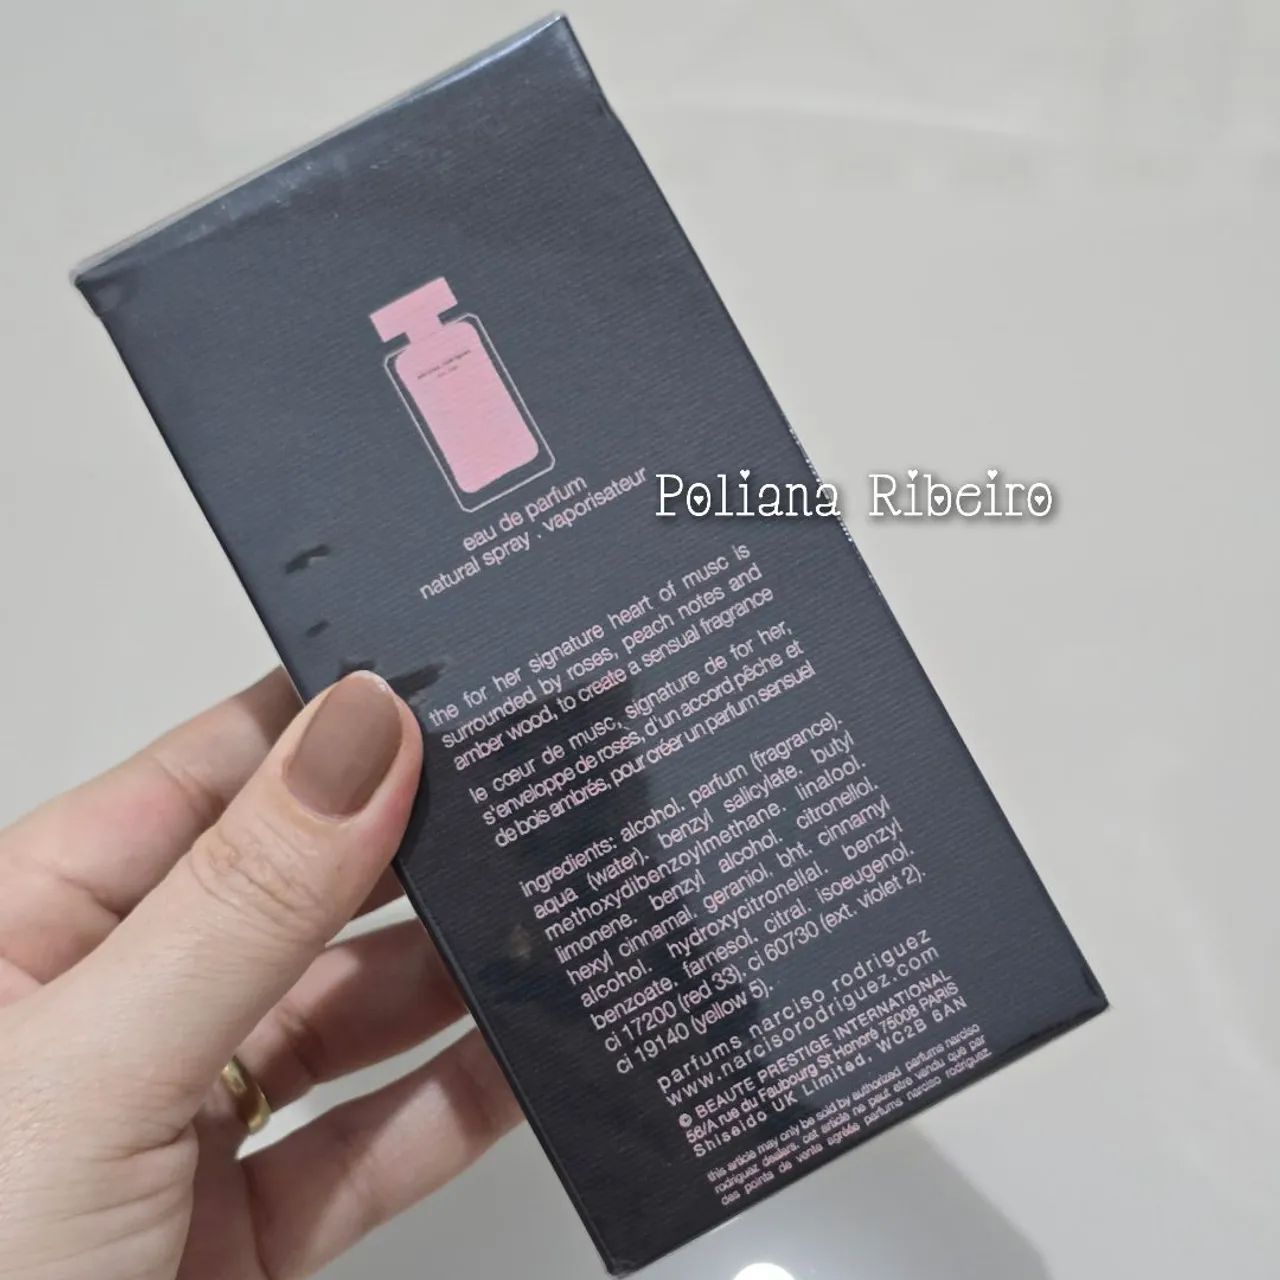 Poliana Ribeiro
eau de parfum
natural spray . vaporisateur
the for her signature heart of musc is
surrounded by roses, peach notes and
amber wood, to create a sensual fragrance
le cœur de musc, signature de for her,
s'enveloppe de roses, d'un accord pêche et
de bois ambrés, pour créer un parfum sensuel
ingredients: alcohol. parfum (fragrance).
aqua (water). benzyl salicylate. butyl
methoxydibenzoylmethane. linalool.
limonene. benzyl alcohol. citronellol.
hexyl cinnamal. geraniol. bht. cinnamyl
alcohol. hydroxycitronellal. benzyl
benzoate. farnesol. citral. isoeugenol.
ci 17200 (red 33). ci 60730 (ext. violet 2).
ci 19140 (yellow 5).
parfums narciso rodriguez
www.narcisorodriguez.com
© BEAUTE PRESTIGE INTERNATIONAL
56/A rue du Faubourg St Honoré 75008 PARIS
Shiseido UK Limited, WC2B 6AN
this article may only be sold by authorized parfums narciso
rodriguez dealers. cet article ne peut être vendu que par
des points de vente agréés parfums narciso rodriguez.